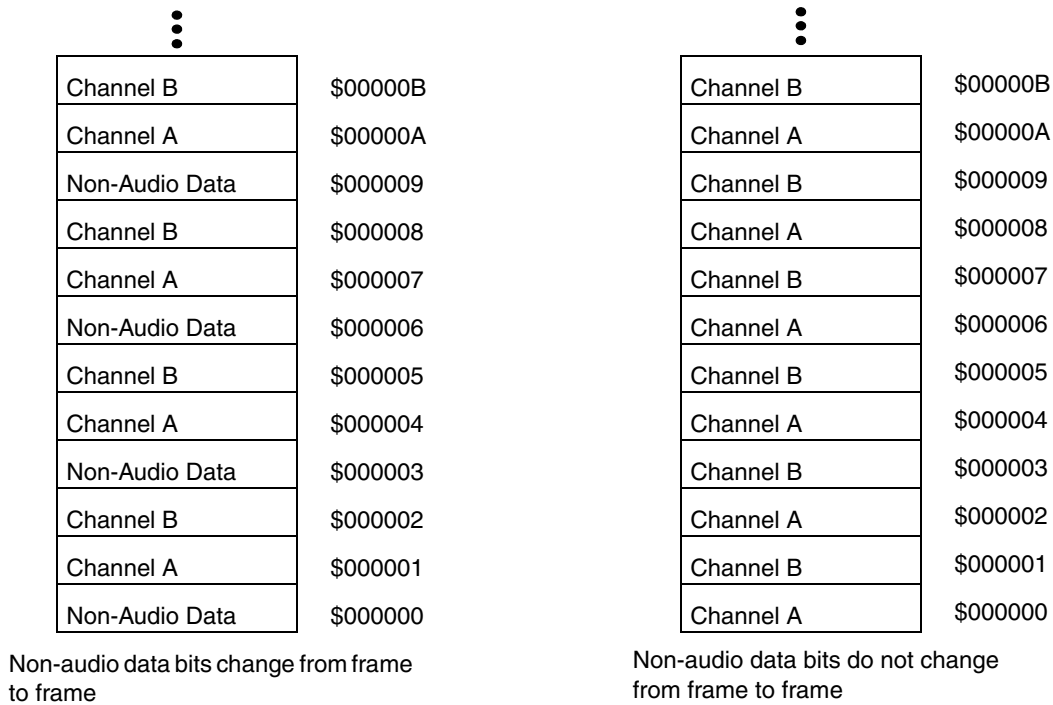 Channel B $00000B
Channel A $00000A
Non-Audio Data $000009
Channel B $000008
Channel A $000007
Non-Audio Data $000006
Channel B $000005
Channel A $000004
Non-Audio Data $000003
Channel B $000002
Channel A $000001
Non-Audio Data $000000
Non-audio data bits change from frame
to frame
Channel B $00000B
Channel A $00000A
Channel B $000009
Channel A $000008
Channel B $000007
Channel A $000006
Channel B $000005
Channel A $000004
Channel B $000003
Channel A $000002
Channel B $000001
Channel A $000000
Non-audio data bits do not change
from frame to frame